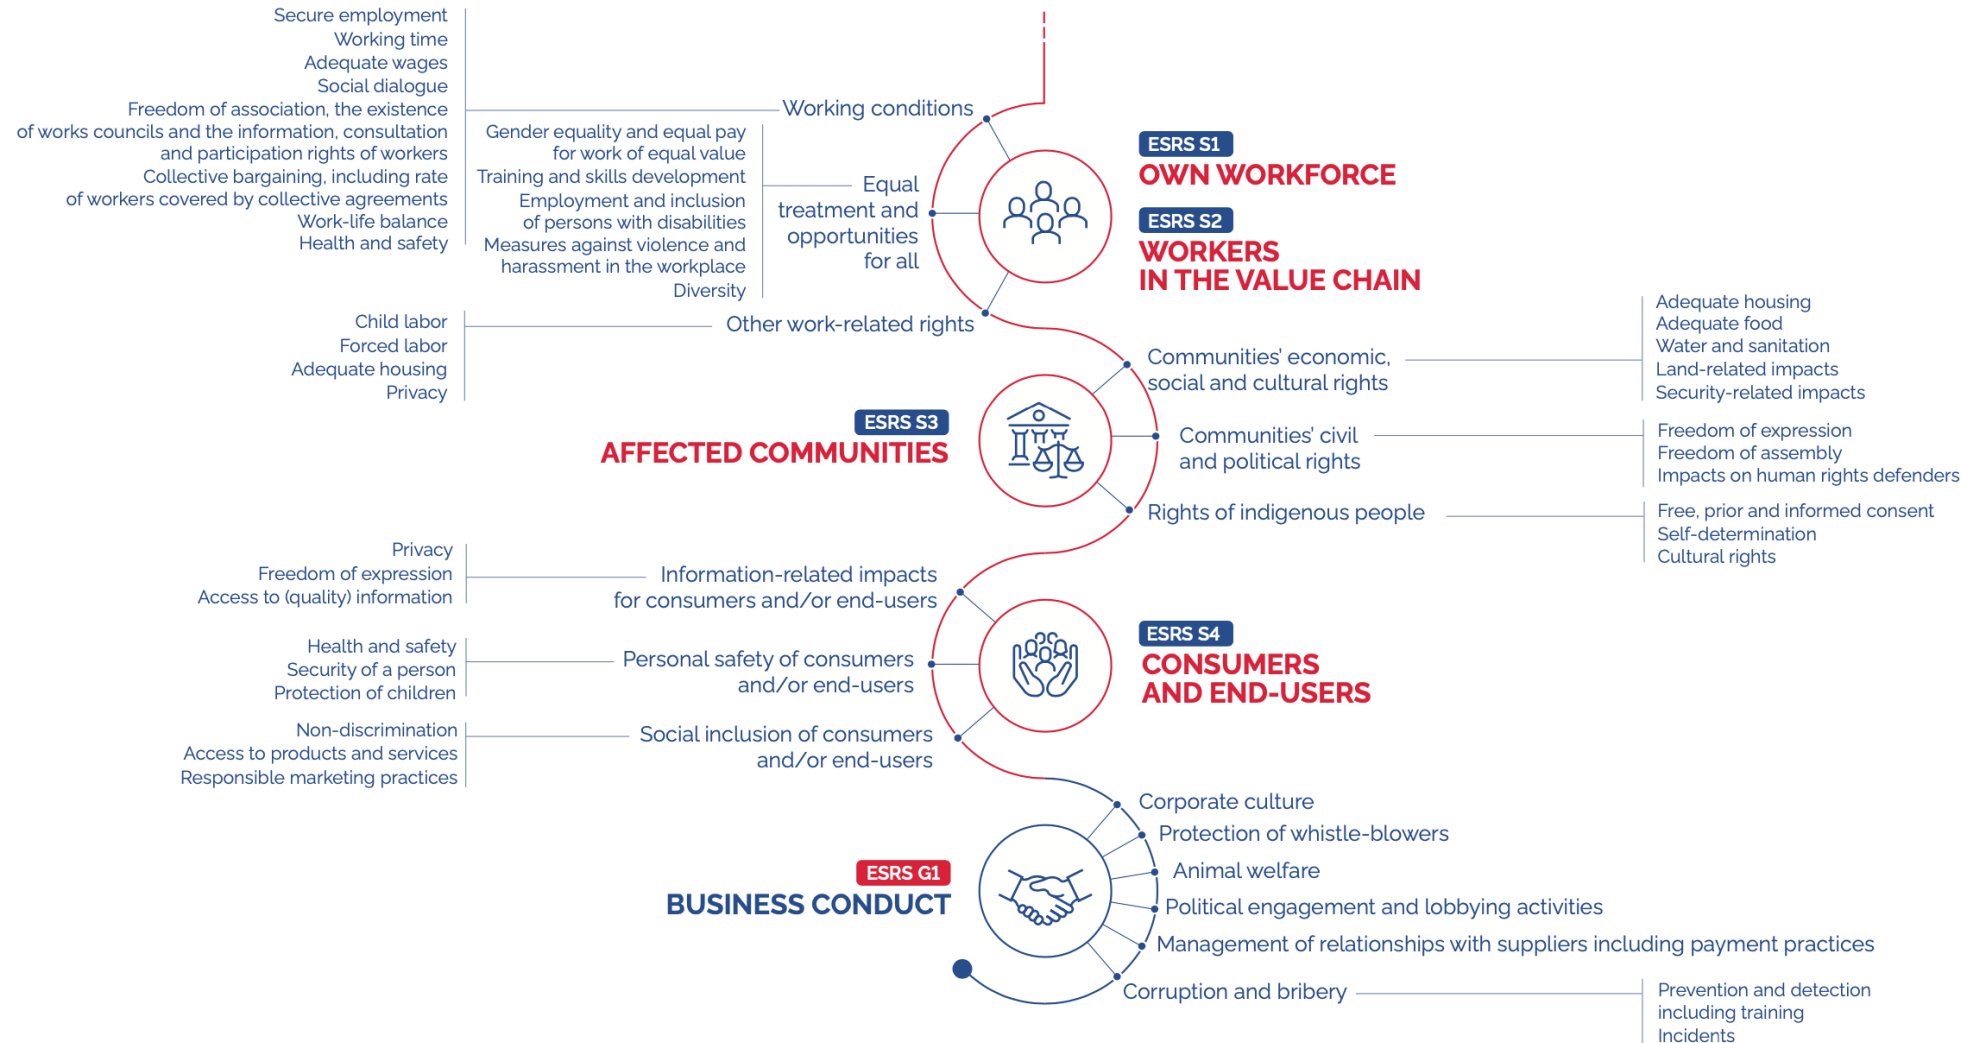 Secure employment
Working time
Adequate wages
Social dialogue
Freedom of association, the existence
of works councils and the information, consultation
and participation rights of workers
Collective bargaining, including rate
of workers covered by collective agreements
Work-life balance
Health and safety
Working conditions
Gender equality and equal pay
for work of equal value
Training and skills development
Employment and inclusion
of persons with disabilities
Measures against violence and
harassment in the workplace
Diversity
Equal
treatment and
opportunities
for all
Child labor
Forced labor
Adequate housing
Privacy
Other work-related rights
ESRS S1
OWN WORKFORCE
ESRS S2
WORKERS
IN THE VALUE CHAIN
ESRS S3
AFFECTED COMMUNITIES
Communities’ economic,
social and cultural rights
Adequate housing
Adequate food
Water and sanitation
Land-related impacts
Security-related impacts
Communities’ civil
and political rights
Freedom of expression
Freedom of assembly
Impacts on human rights defenders
Rights of indigenous people
Free, prior and informed consent
Self-determination
Cultural rights
Privacy
Freedom of expression
Access to (quality) information
Information-related impacts
for consumers and/or end-users
Health and safety
Security of a person
Protection of children
Personal safety of consumers
and/or end-users
Non-discrimination
Access to products and services
Responsible marketing practices
Social inclusion of consumers
and/or end-users
ESRS S4
CONSUMERS
AND END-USERS
ESRS G1
BUSINESS CONDUCT
Corporate culture
Protection of whistle-blowers
Animal welfare
Political engagement and lobbying activities
Management of relationships with suppliers including payment practices
Corruption and bribery
Prevention and detection
including training
Incidents